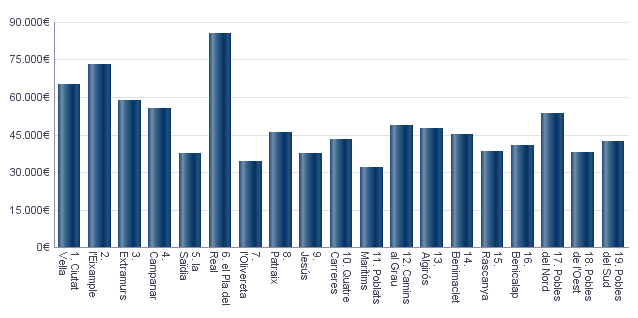 90.000€
75.000€
60.000€
45.000€
30.000€
15.000€
0€
1. Ciutat
Vella
2.
l'Eixample
3.
Extramurs
4.
Campanar
5. la
Saïdia
6. el Pla del
Real
7.
l'Olivereta
8.
Patraix
9.
Jesús
10. Quatre
Carreres
11. Poblats
Marítims
12. Camins
al Grau
13.
Algirós
14.
Benimaclet
15.
Rascanya
16.
Benicalap
17. Pobles
del Nord
18. Pobles
de l'Oest
19. Pobles
del Sud